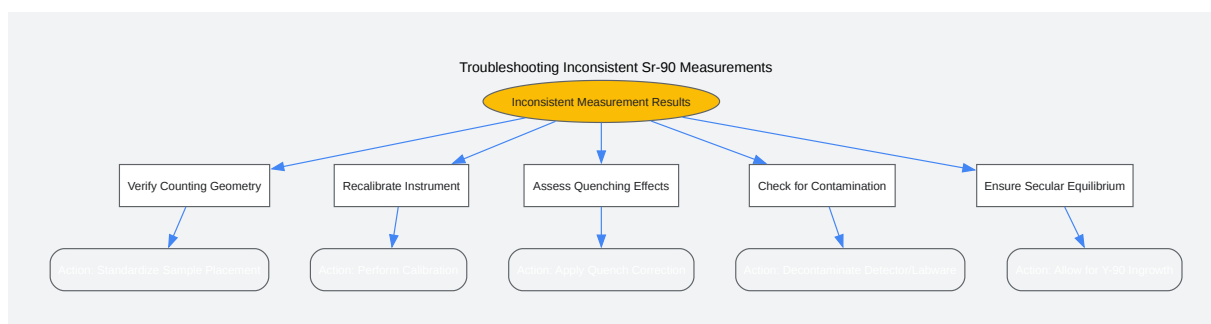 Troubleshooting Inconsistent Sr-90 Measurements
Inconsistent Measurement Results
Verify Counting Geometry
Recalibrate Instrument
Assess Quenching Effects
Check for Contamination
Ensure Secular Equilibrium
Action: Standardize Sample Placement
Action: Perform Calibration
Action: Apply Quench Correction
Action: Decontaminate Detector/Labware
Action: Allow for Y-90 Ingrowth